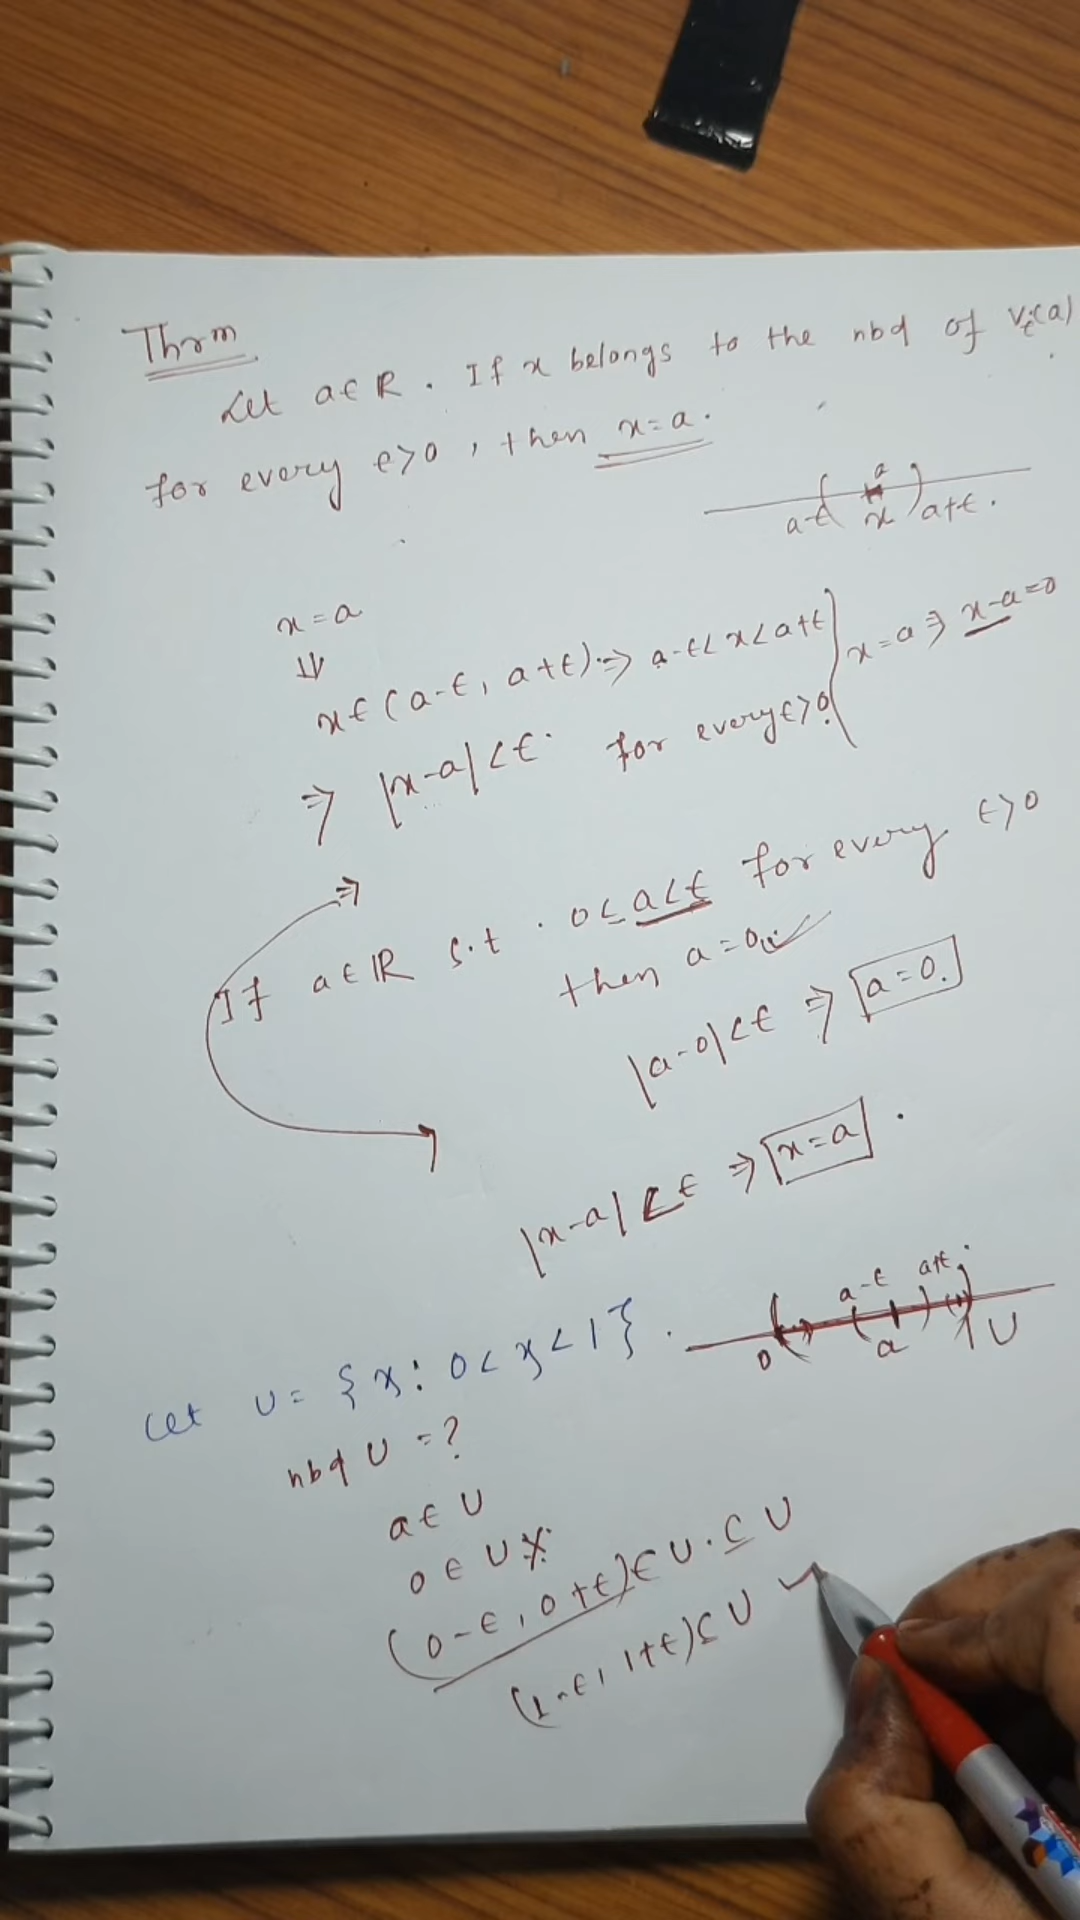 Thrm
Let a ∈ R. If x belongs to the nbd of Vε(a)
for every ε>0, then x=a.
a
a-ε x a+ε.
x=a
⇓
x ∈ (a-ε, a+ε) ⇒ a-ε < x < a+ε
x=a ⇒ x-a=0
⇒ |x-a| < ε for every ε>0.
⇒
If a ∈ ℝ s.t. 0 ≤ a < ε for every ε>0
then a=0
|a-0| < ε ⇒ a=0.
|x-a| < ε ⇒ x=a.
a-ε a+ε
Let U = {x: 0 < x < 1}.
0 a 1 U
nbd U = ?
a ∈ U
0 ∈ U X
(0-ε, 0+ε) ∈ U. ⊆ U
(1-ε, 1+ε) ⊆ U